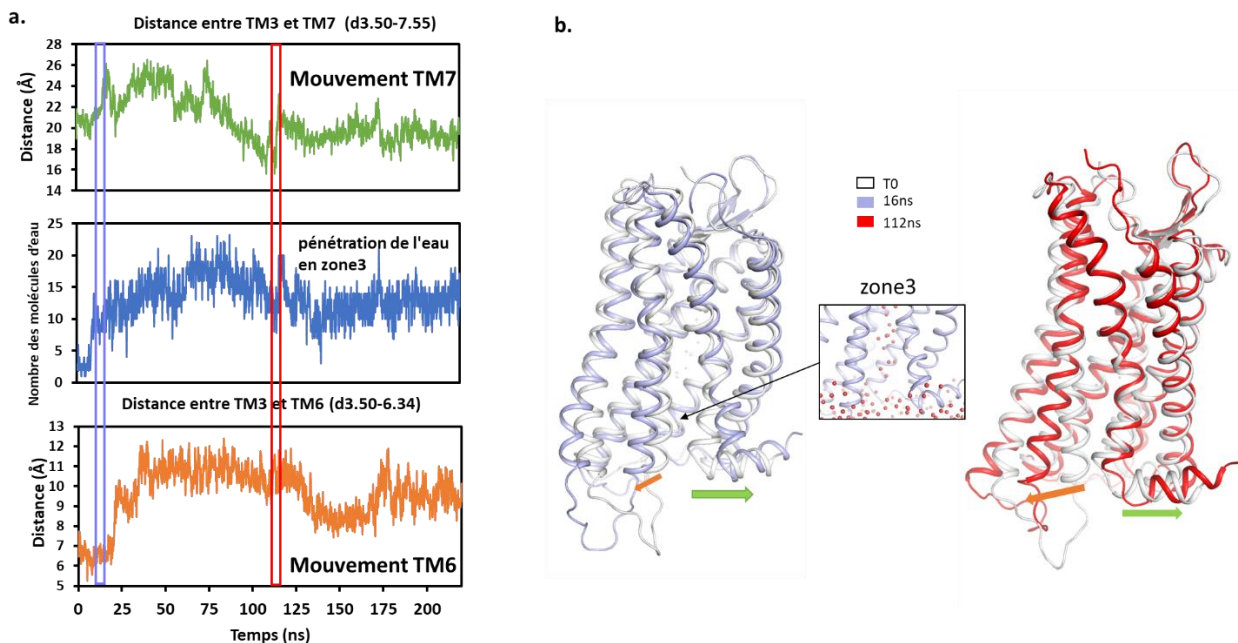 a.
Distance entre TM3 et TM7 (d3.50-7.55)
28
26
24
22
20
18
16
14
Distance (Å)
Mouvement TM7
25
20
15
10
5
0
Nombre des molécules d'eau
pénétration de l'eau
en zone3
Distance entre TM3 et TM6 (d3.50-6.34)
13
12
11
10
9
8
7
6
5
Distance (Å)
Mouvement TM6
0 25 50 75 100 125 150 175 200
Temps (ns)
b.
T0
16ns
112ns
zone3